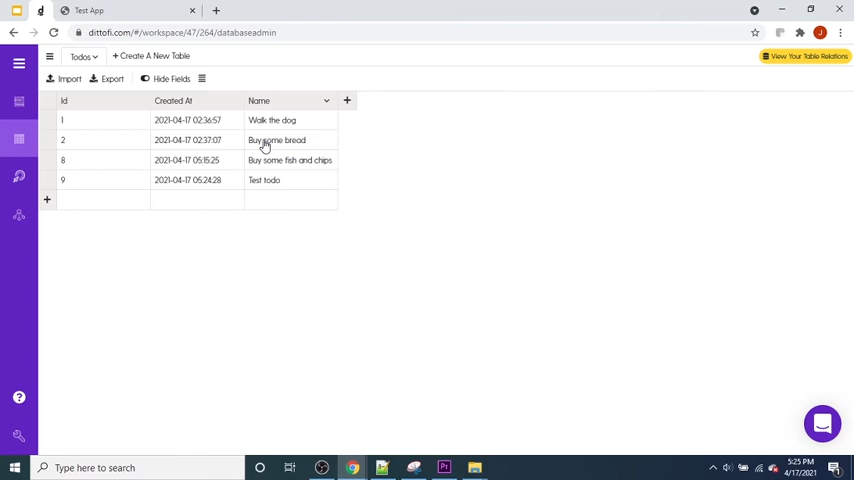 Test App
dittofi.com/#/workspace/47/264/databaseadmin
J
Todos
+ Create A New Table
View Your Table Relations
Import
Export
Hide Fields
Id
Created At
Name
+
1
2021-04-17 02:36:57
Walk the dog
2
2021-04-17 02:37:07
Buy some bread
8
2021-04-17 05:15:25
Buy some fish and chips
9
2021-04-17 05:24:28
Test todo
+
?
Type here to search
Pr
5:25 PM
4/17/2021
1